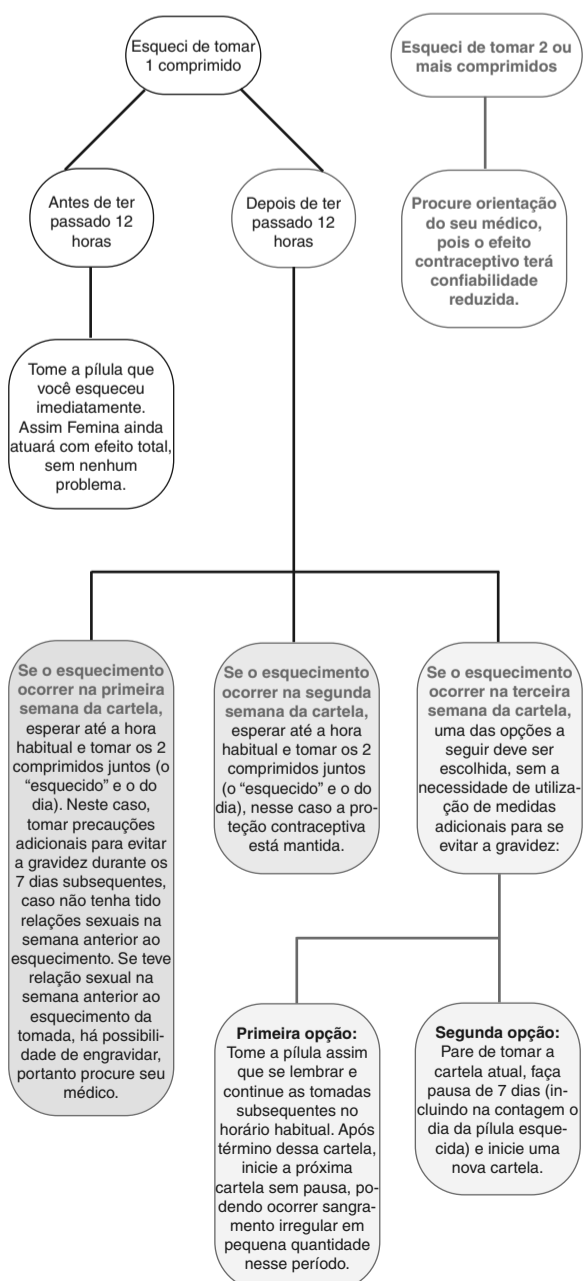 Esqueci de tomar
1 comprimido
Esqueci de tomar 2 ou
mais comprimidos
Antes de ter
passado 12
horas
Depois de ter
passado 12
horas
Procure orientação
do seu médico,
pois o efeito
contraceptivo terá
confiabilidade
reduzida.
Tome a pílula que
você esqueceu
imediatamente.
Assim Femina ainda
atuará com efeito total,
sem nenhum
problema.
Se o esquecimento
ocorrer na primeira
semana da cartela,
esperar até a hora
habitual e tomar os 2
comprimidos juntos (o
“esquecido” e o do
dia). Neste caso,
tomar precauções
adicionais para evitar
a gravidez durante os
7 dias subsequentes,
caso não tenha tido
relações sexuais na
semana anterior ao
esquecimento. Se teve
relação sexual na
semana anterior ao
esquecimento da
tomada, há possibili-
dade de engravidar,
portanto procure seu
médico.
Se o esquecimento
ocorrer na segunda
semana da cartela,
esperar até a hora
habitual e tomar os 2
comprimidos juntos
(o “esquecido” e o do
dia), nesse caso a pro-
teção contraceptiva
está mantida.
Se o esquecimento
ocorrer na terceira
semana da cartela,
uma das opções a
seguir deve ser
escolhida, sem a
necessidade de utiliza-
ção de medidas
adicionais para se
evitar a gravidez:
Primeira opção:
Tome a pílula assim
que se lembrar e
continue as tomadas
subsequentes no
horário habitual. Após
término dessa cartela,
inicie a próxima
cartela sem pausa, po-
dendo ocorrer sangra-
mento irregular em
pequena quantidade
nesse período.
Segunda opção:
Pare de tomar a
cartela atual, faça
pausa de 7 dias (in-
cluindo na contagem o
dia da pílula esque-
cida) e inicie uma
nova cartela.